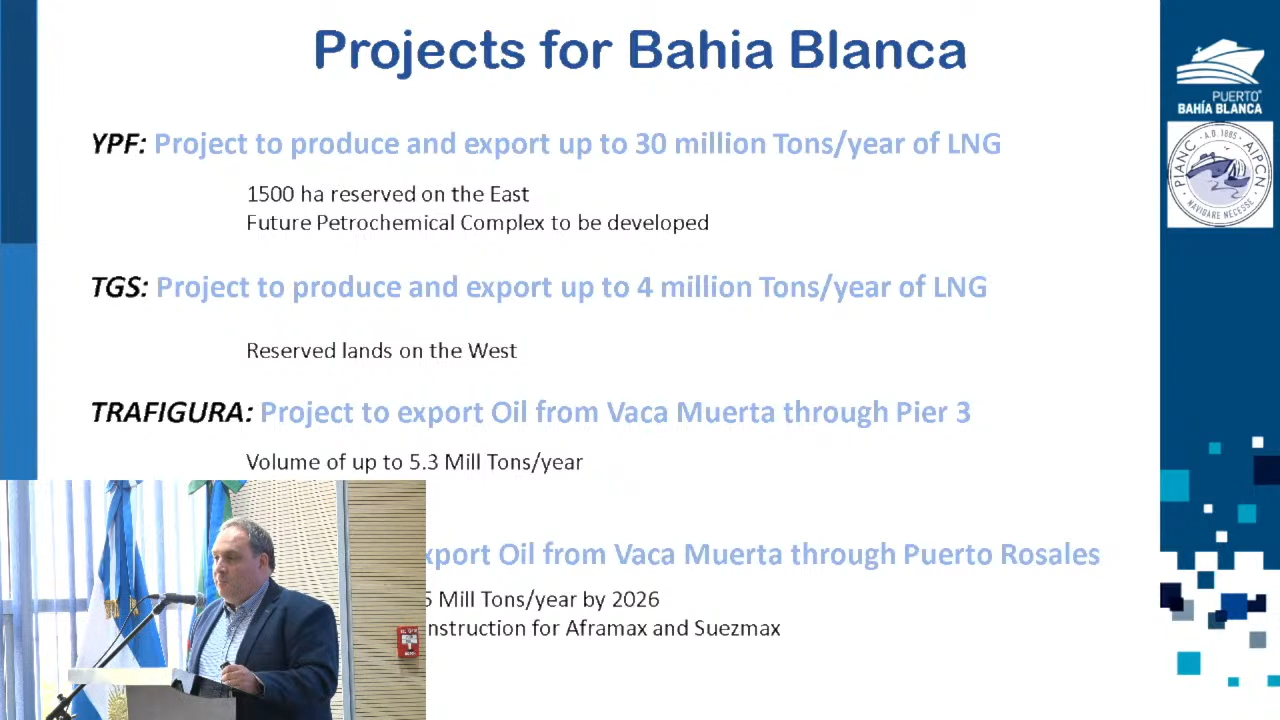 Projects for Bahia Blanca
YPF: Project to produce and export up to 30 million Tons/year of LNG
1500 ha reserved on the East
Future Petrochemical Complex to be developed
TGS: Project to produce and export up to 4 million Tons/year of LNG
Reserved lands on the West
TRAFIGURA: Project to export Oil from Vaca Muerta through Pier 3
Volume of up to 5.3 Mill Tons/year
xport Oil from Vaca Muerta through Puerto Rosales
5 Mill Tons/year by 2026
nstruction for Aframax and Suezmax
PUERTO
BAHÍA BLANCA
PIANC · A.D. 1885 · AIPCN
NAVIGARE NECESSE